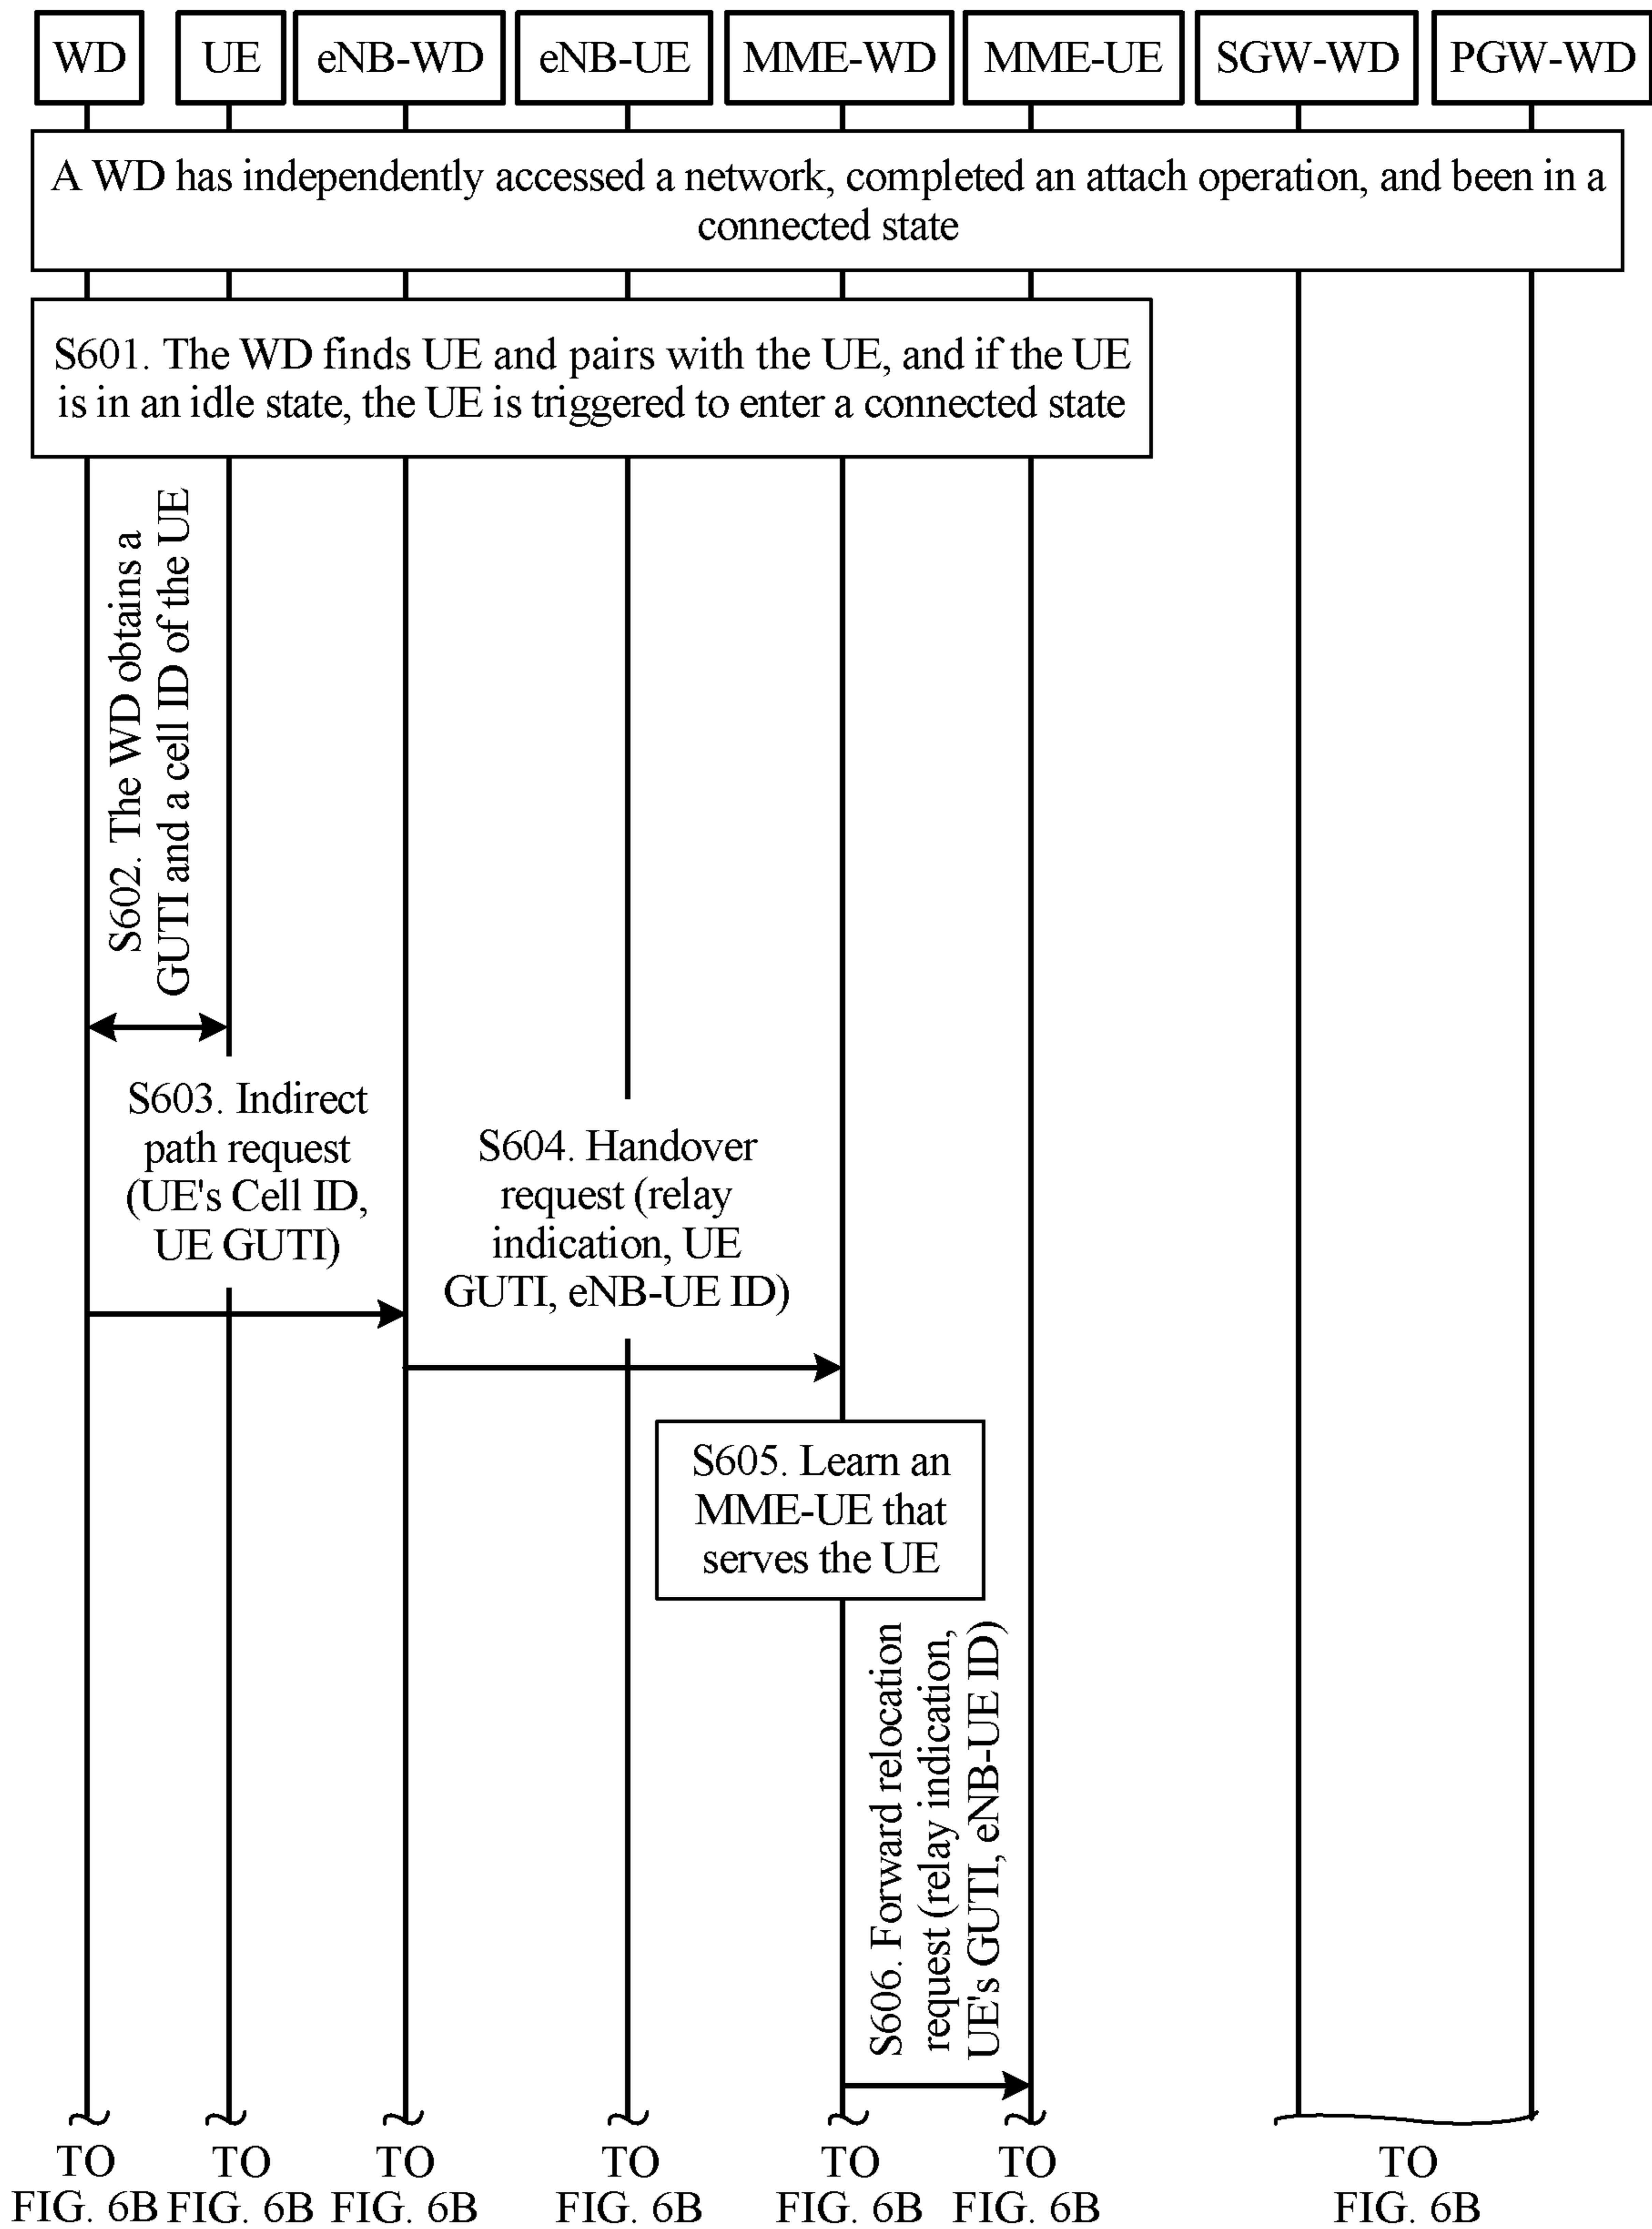 WD
UE
eNB-WD
eNB-UE
MME-WD
MME-UE
SGW-WD
PGW-WD
A WD has independently accessed a network, completed an attach operation, and been in a
connected state
S601. The WD finds UE and pairs with the UE, and if the UE
is in an idle state, the UE is triggered to enter a connected state
S602. The WD obtains a
GUTI and a cell ID of the UE
S603. Indirect
path request
(UE's Cell ID,
UE GUTI)
S604. Handover
request (relay
indication, UE
GUTI, eNB-UE ID)
S605. Learn an
MME-UE that
serves the UE
S606. Forward relocation
request (relay indication,
UE's GUTI, eNB-UE ID)
TO
FIG. 6B
TO
FIG. 6B
TO
FIG. 6B
TO
FIG. 6B
TO
FIG. 6B
TO
FIG. 6B
TO
FIG. 6B